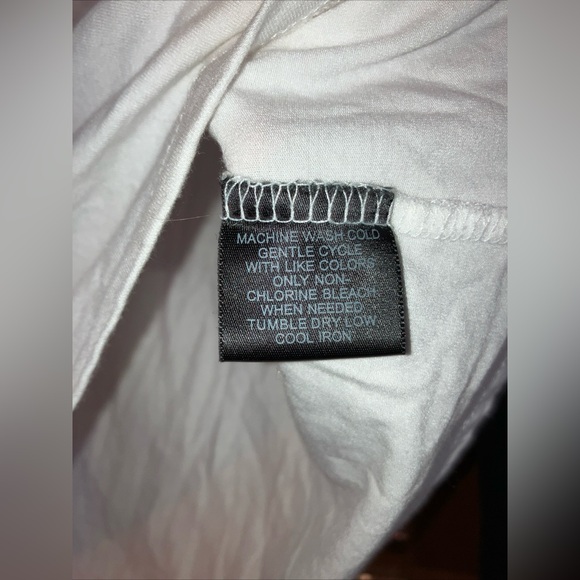 MACHINE WASH COLD
GENTLE CYCLE
WITH LIKE COLORS
ONLY NON-
CHLORINE BLEACH
WHEN NEEDED
TUMBLE DRY LOW
COOL IRON